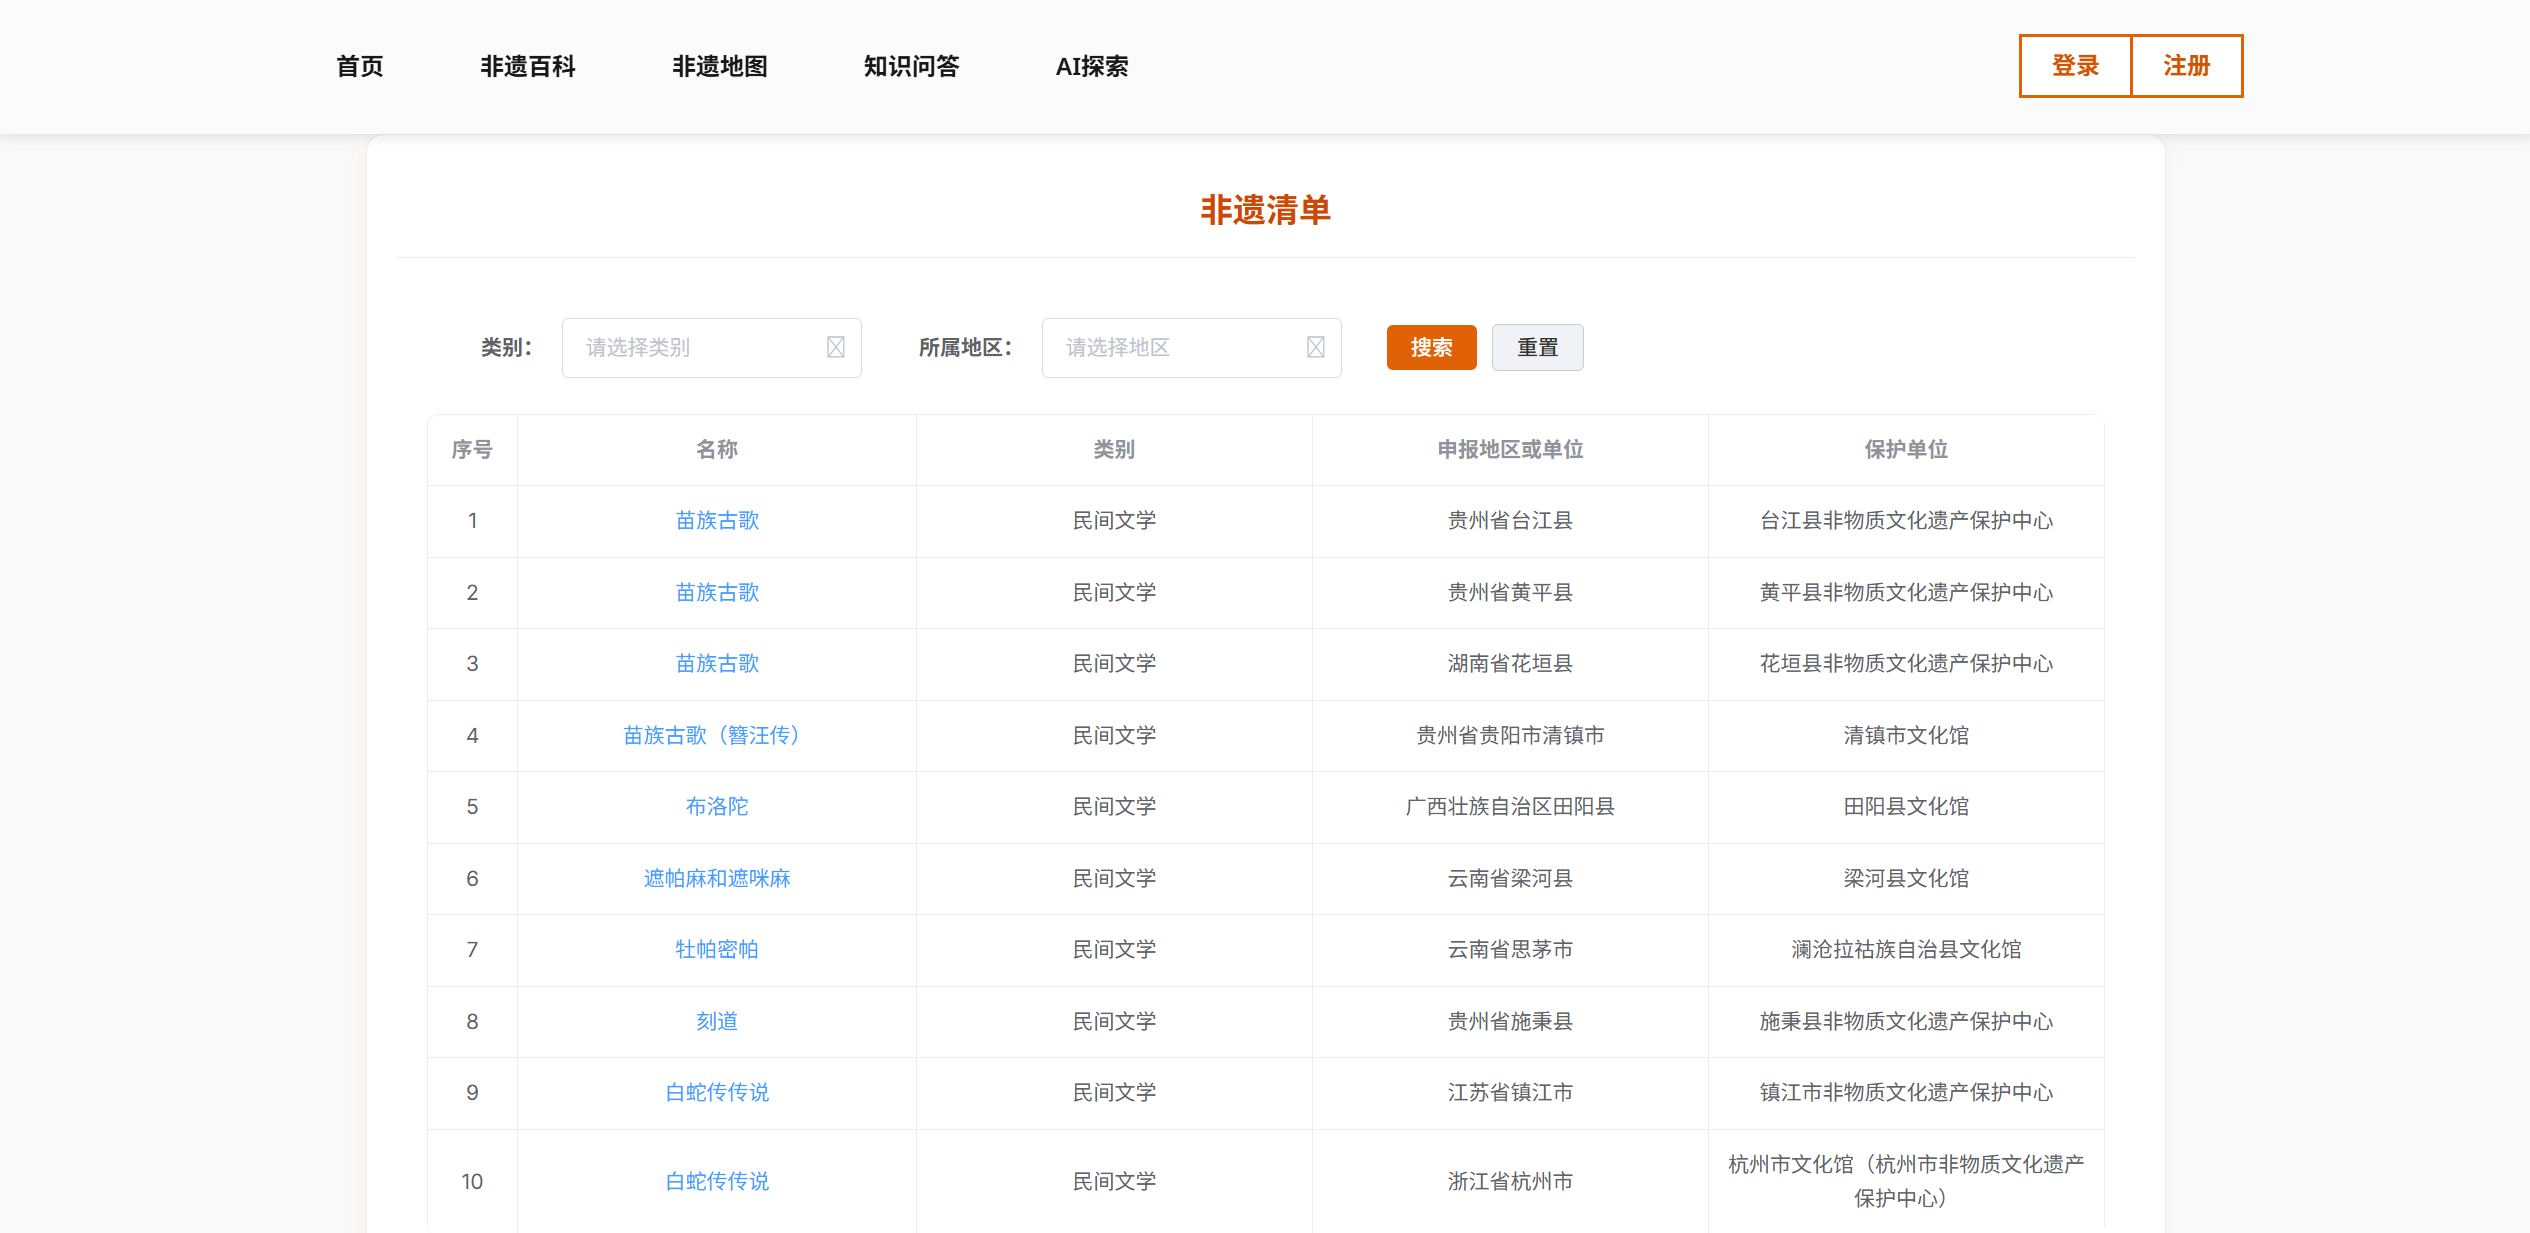 首页 非遗百科 非遗地图 知识问答 AI探索 登录 注册
非遗清单
类别： 请选择类别 所属地区： 请选择地区 搜索 重置
序号 名称 类别 申报地区或单位 保护单位
1 苗族古歌 民间文学 贵州省台江县 台江县非物质文化遗产保护中心
2 苗族古歌 民间文学 贵州省黄平县 黄平县非物质文化遗产保护中心
3 苗族古歌 民间文学 湖南省花垣县 花垣县非物质文化遗产保护中心
4 苗族古歌（簪汪传） 民间文学 贵州省贵阳市清镇市 清镇市文化馆
5 布洛陀 民间文学 广西壮族自治区田阳县 田阳县文化馆
6 遮帕麻和遮咪麻 民间文学 云南省梁河县 梁河县文化馆
7 牡帕密帕 民间文学 云南省思茅市 澜沧拉祜族自治县文化馆
8 刻道 民间文学 贵州省施秉县 施秉县非物质文化遗产保护中心
9 白蛇传传说 民间文学 江苏省镇江市 镇江市非物质文化遗产保护中心
10 白蛇传传说 民间文学 浙江省杭州市 杭州市文化馆（杭州市非物质文化遗产
保护中心）